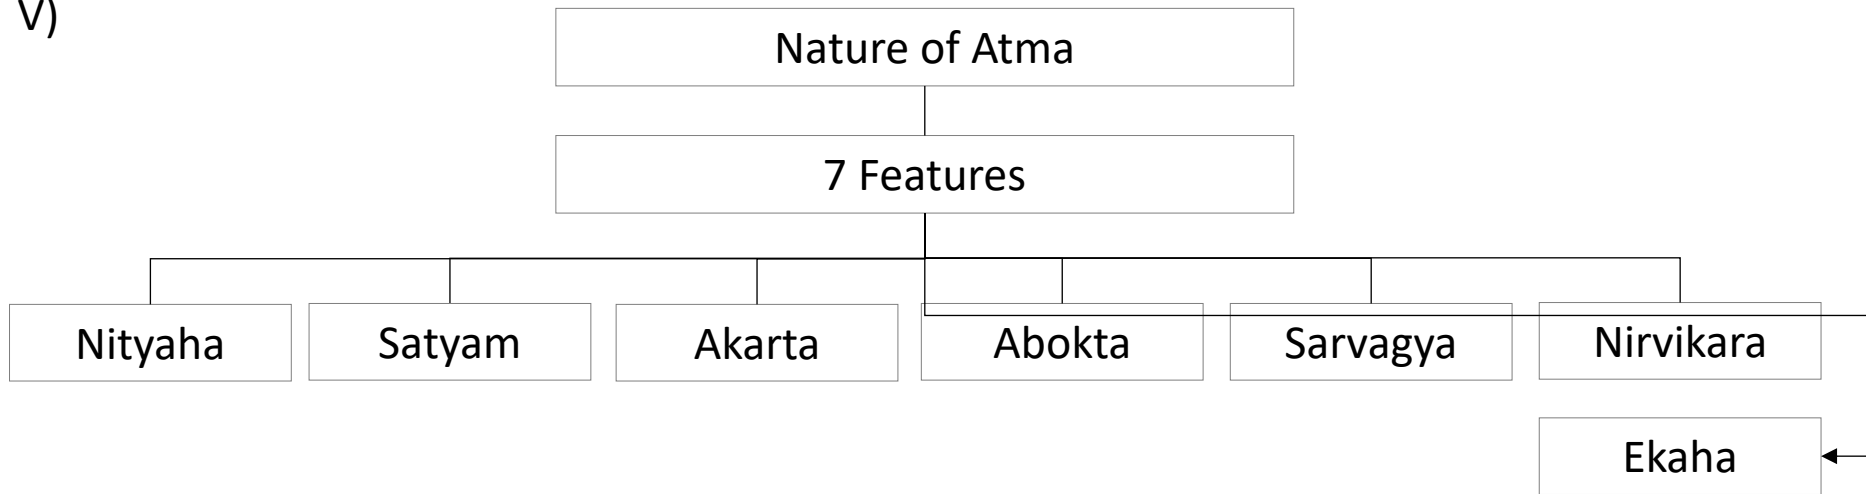 V)
Nature of Atma
7 Features
Nityaha
Satyam
Akarta
Abokta
Sarvagya
Nirvikara
Ekaha